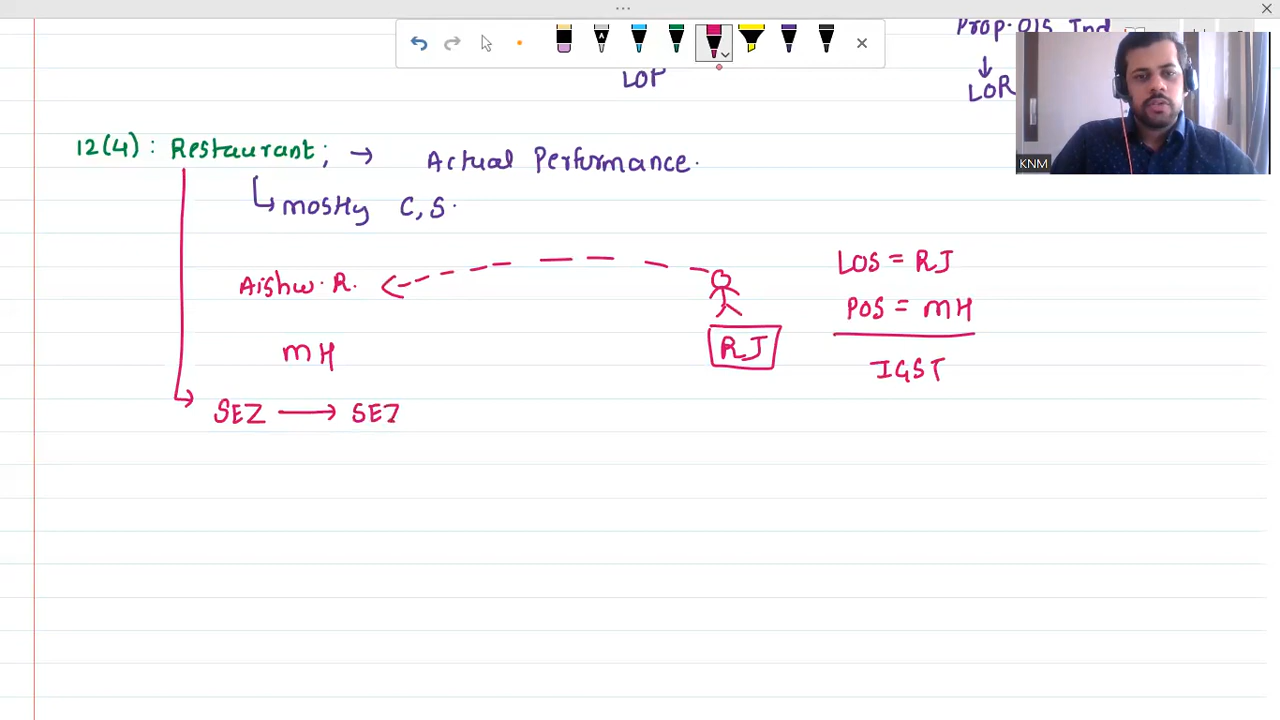 Prop. O/S Ind
LOP
LOR
12(4) : Restaurant ; → Actual Performance.
mostly C, S.
Aishw. R.
LOS = RJ
POS = MH
MH
RJ
IGST
SEZ → SEZ
KNM